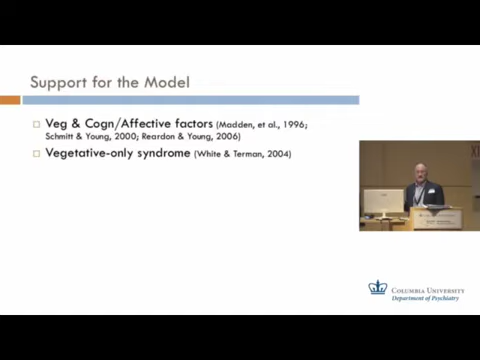 Support for the Model
Veg & Cogn/Affective factors (Madden, et al., 1996;
Schmitt & Young, 2000; Reardon & Young, 2006)
Vegetative-only syndrome (White & Terman, 2004)
COLUMBIA UNIVERSITY
Department of Psychiatry